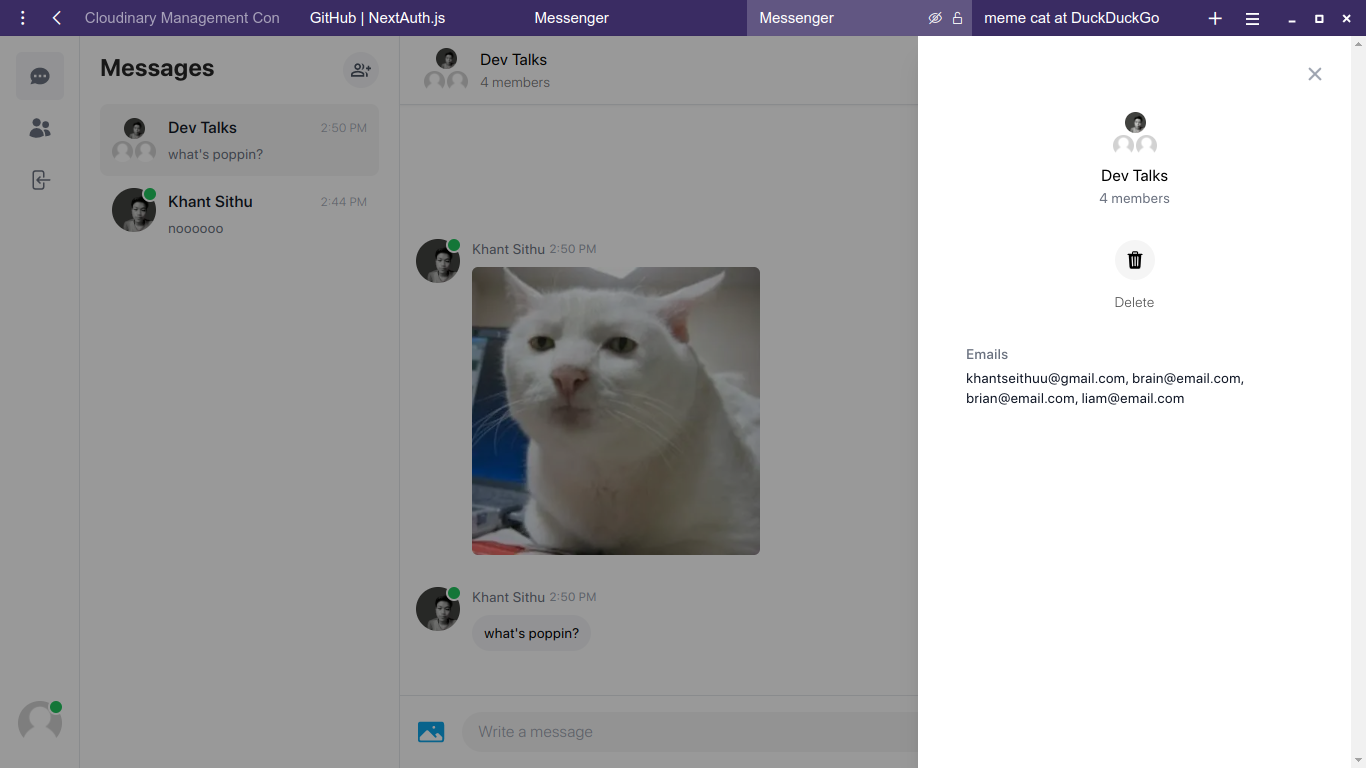 Cloudinary Management Con
GitHub | NextAuth.js
Messenger
Messenger
meme cat at DuckDuckGo
Messages
Dev Talks
2:50 PM
what's poppin?
Khant Sithu
2:44 PM
noooooo
Dev Talks
4 members
Khant Sithu 2:50 PM
Khant Sithu 2:50 PM
what's poppin?
Write a message
Dev Talks
4 members
Delete
Emails
khantseithuu@gmail.com, brain@email.com,
brian@email.com, liam@email.com